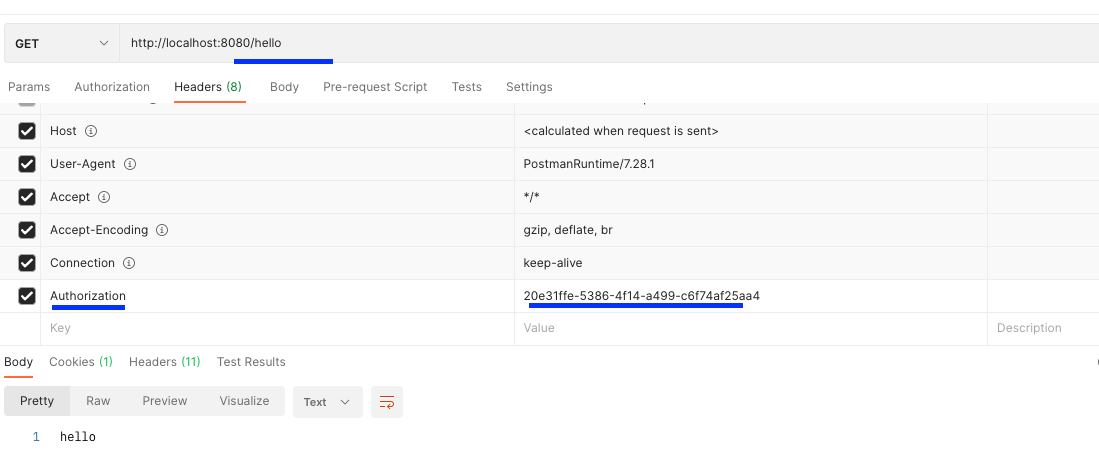 GET http://localhost:8080/hello
Params Authorization Headers (8) Body Pre-request Script Tests Settings
Host <calculated when request is sent>
User-Agent PostmanRuntime/7.28.1
Accept */*
Accept-Encoding gzip, deflate, br
Connection keep-alive
Authorization 20e31ffe-5386-4f14-a499-c6f74af25aa4
Key Value Description
Body Cookies (1) Headers (11) Test Results
Pretty Raw Preview Visualize Text
1 hello